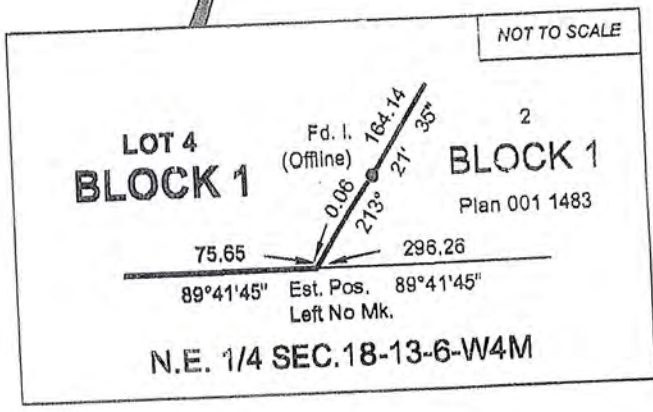 NOT TO SCALE
LOT 4
BLOCK 1
Fd. I.
(Offline)
164.14
35"
21'
213°
0.06
2
BLOCK 1
Plan 001 1483
75.65
296.26
89°41'45"
Est. Pos.
Left No Mk.
89°41'45"
N.E. 1/4 SEC.18-13-6-W4M